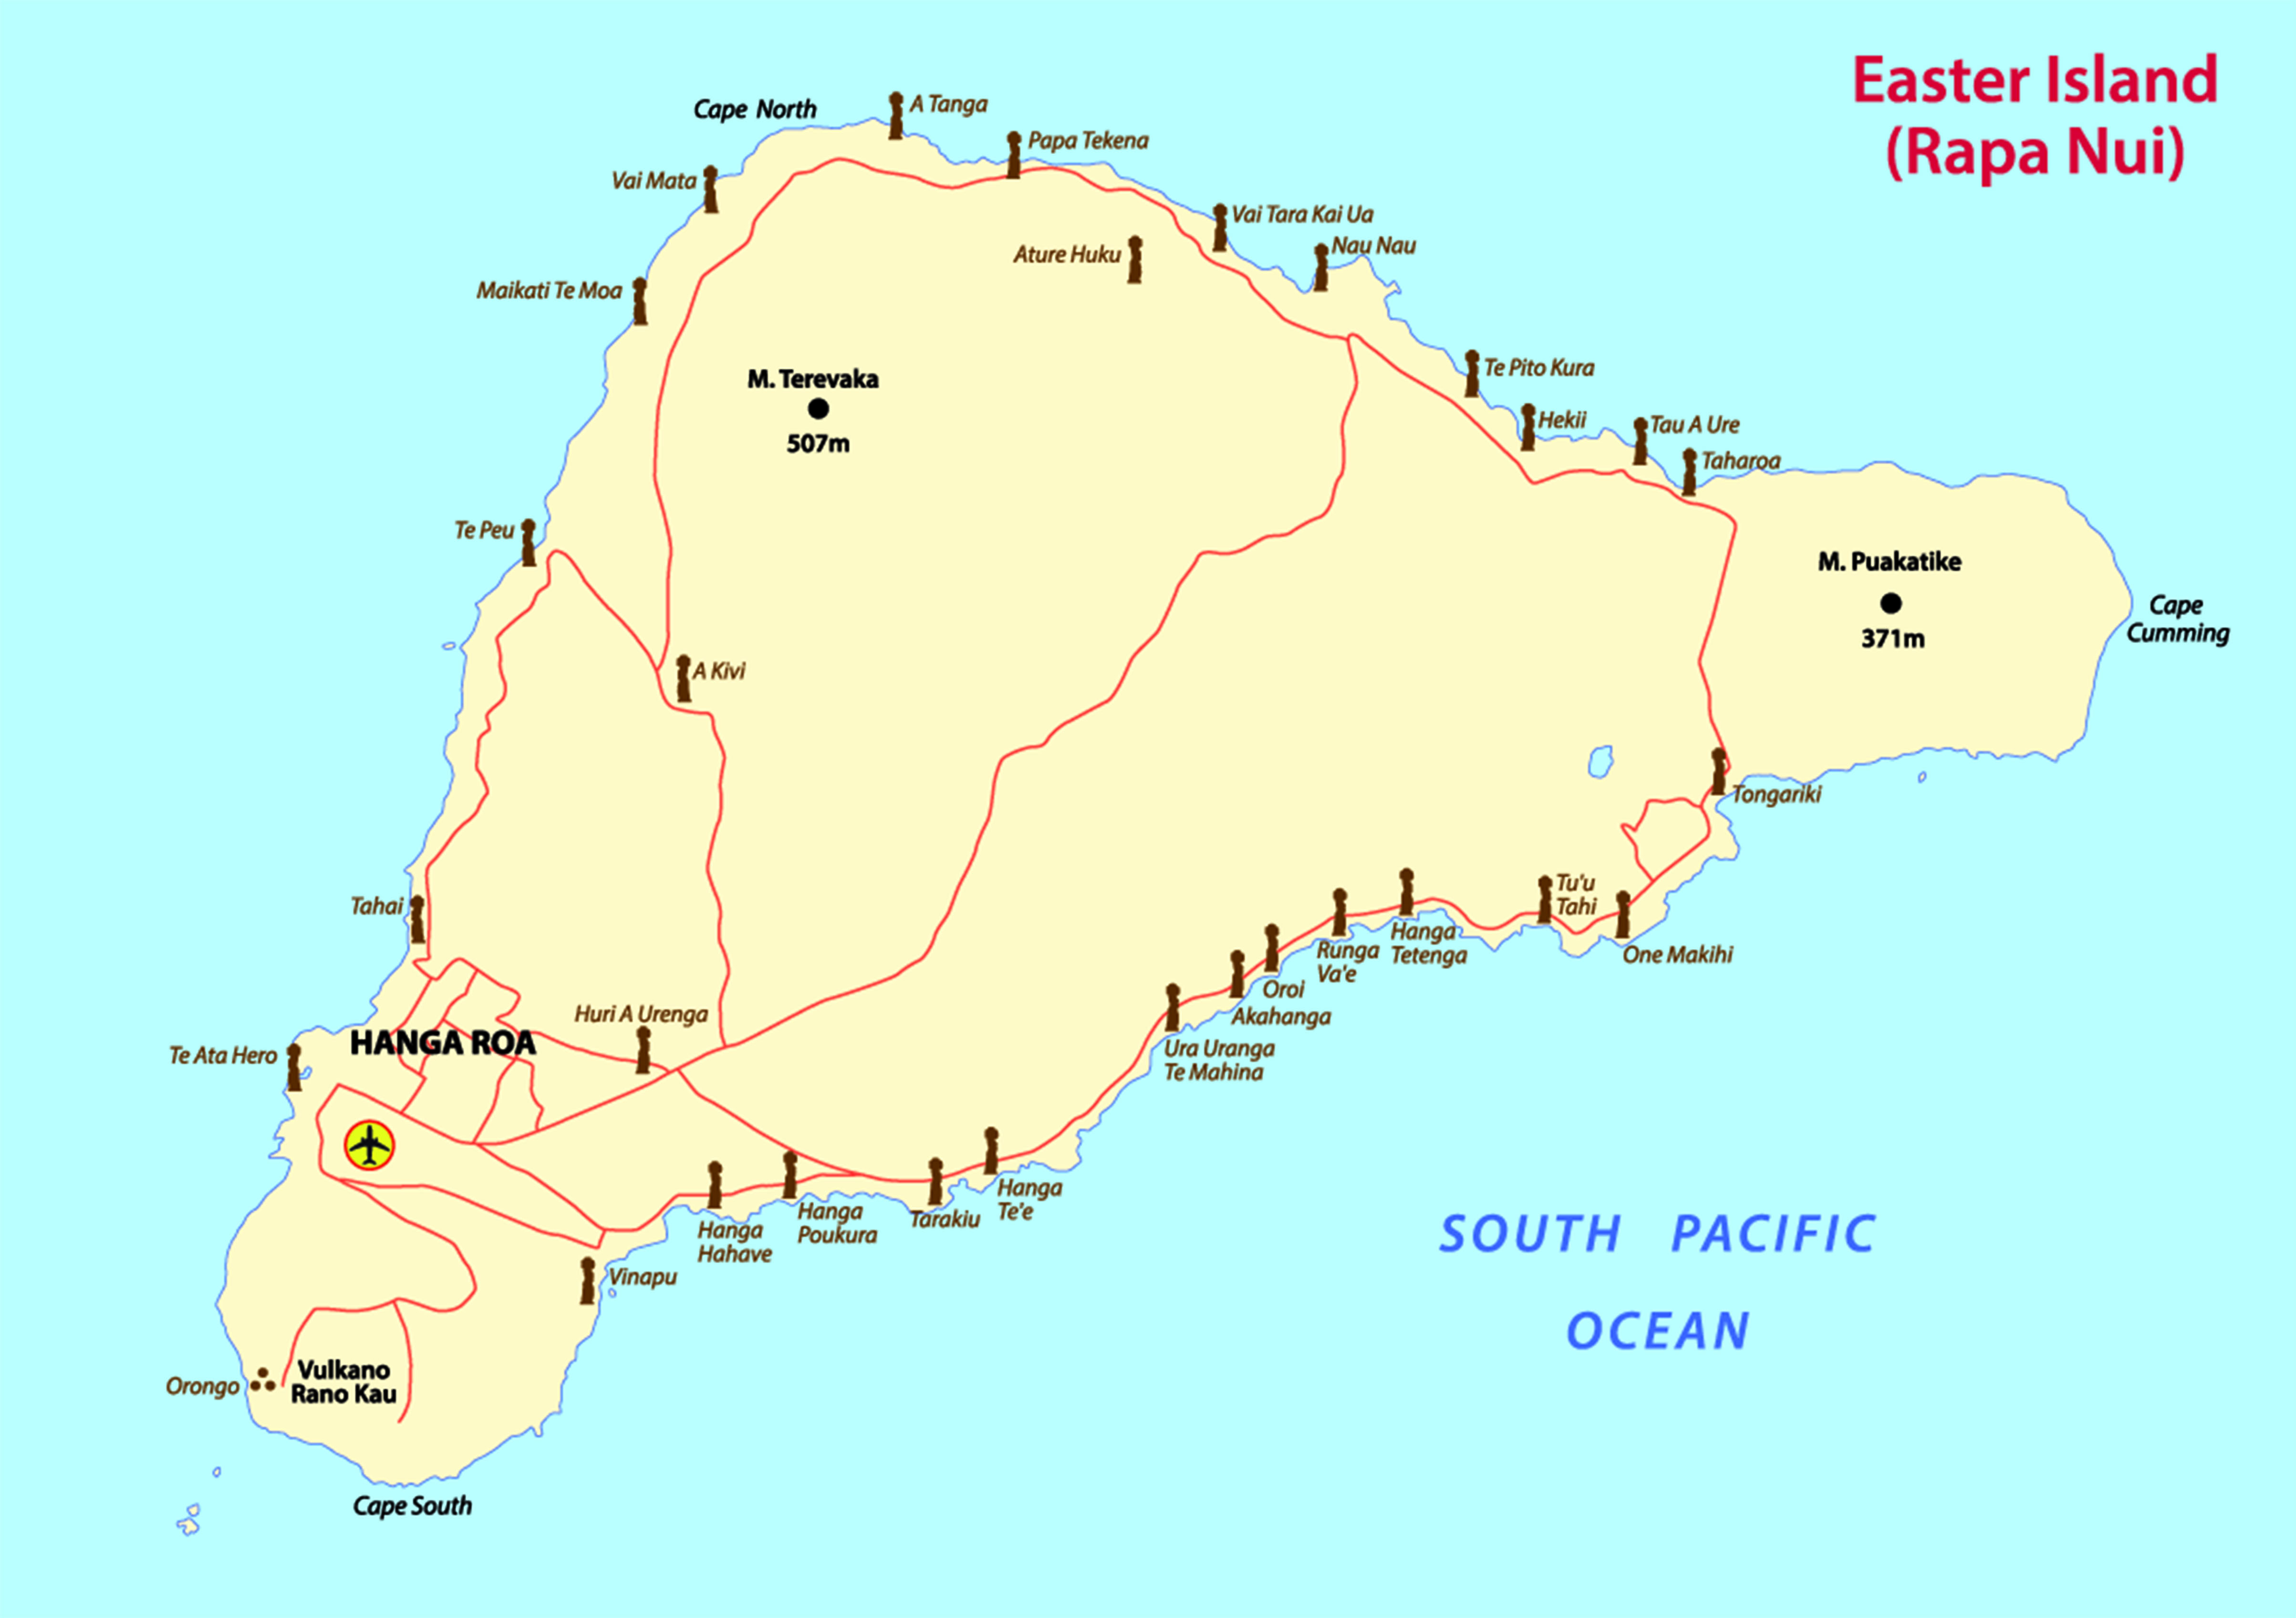 Easter Island
(Rapa Nui)
Cape North
A Tanga
Papa Tekena
Vai Mata
Vai Tara Kai Ua
Nau Nau
Ature Huku
Maikati Te Moa
M. Terevaka
507m
Te Pito Kura
Hekii
Tau A Ure
Taharoa
Te Peu
M. Puakatike
371m
Cape
Cumming
A Kivi
Tongariki
Tahai
Tu'u
Tahi
One Makihi
Hanga
Tetenga
Runga
Va'e
Oroi
Akahanga
Ura Uranga
Te Mahina
Huri A Urenga
HANGA ROA
Te Ata Hero
Hanga
Te'e
Tarakiu
Hanga
Poukura
Hanga
Hahave
Vinapu
SOUTH PACIFIC
OCEAN
Orongo
Vulkano
Rano Kau
Cape South